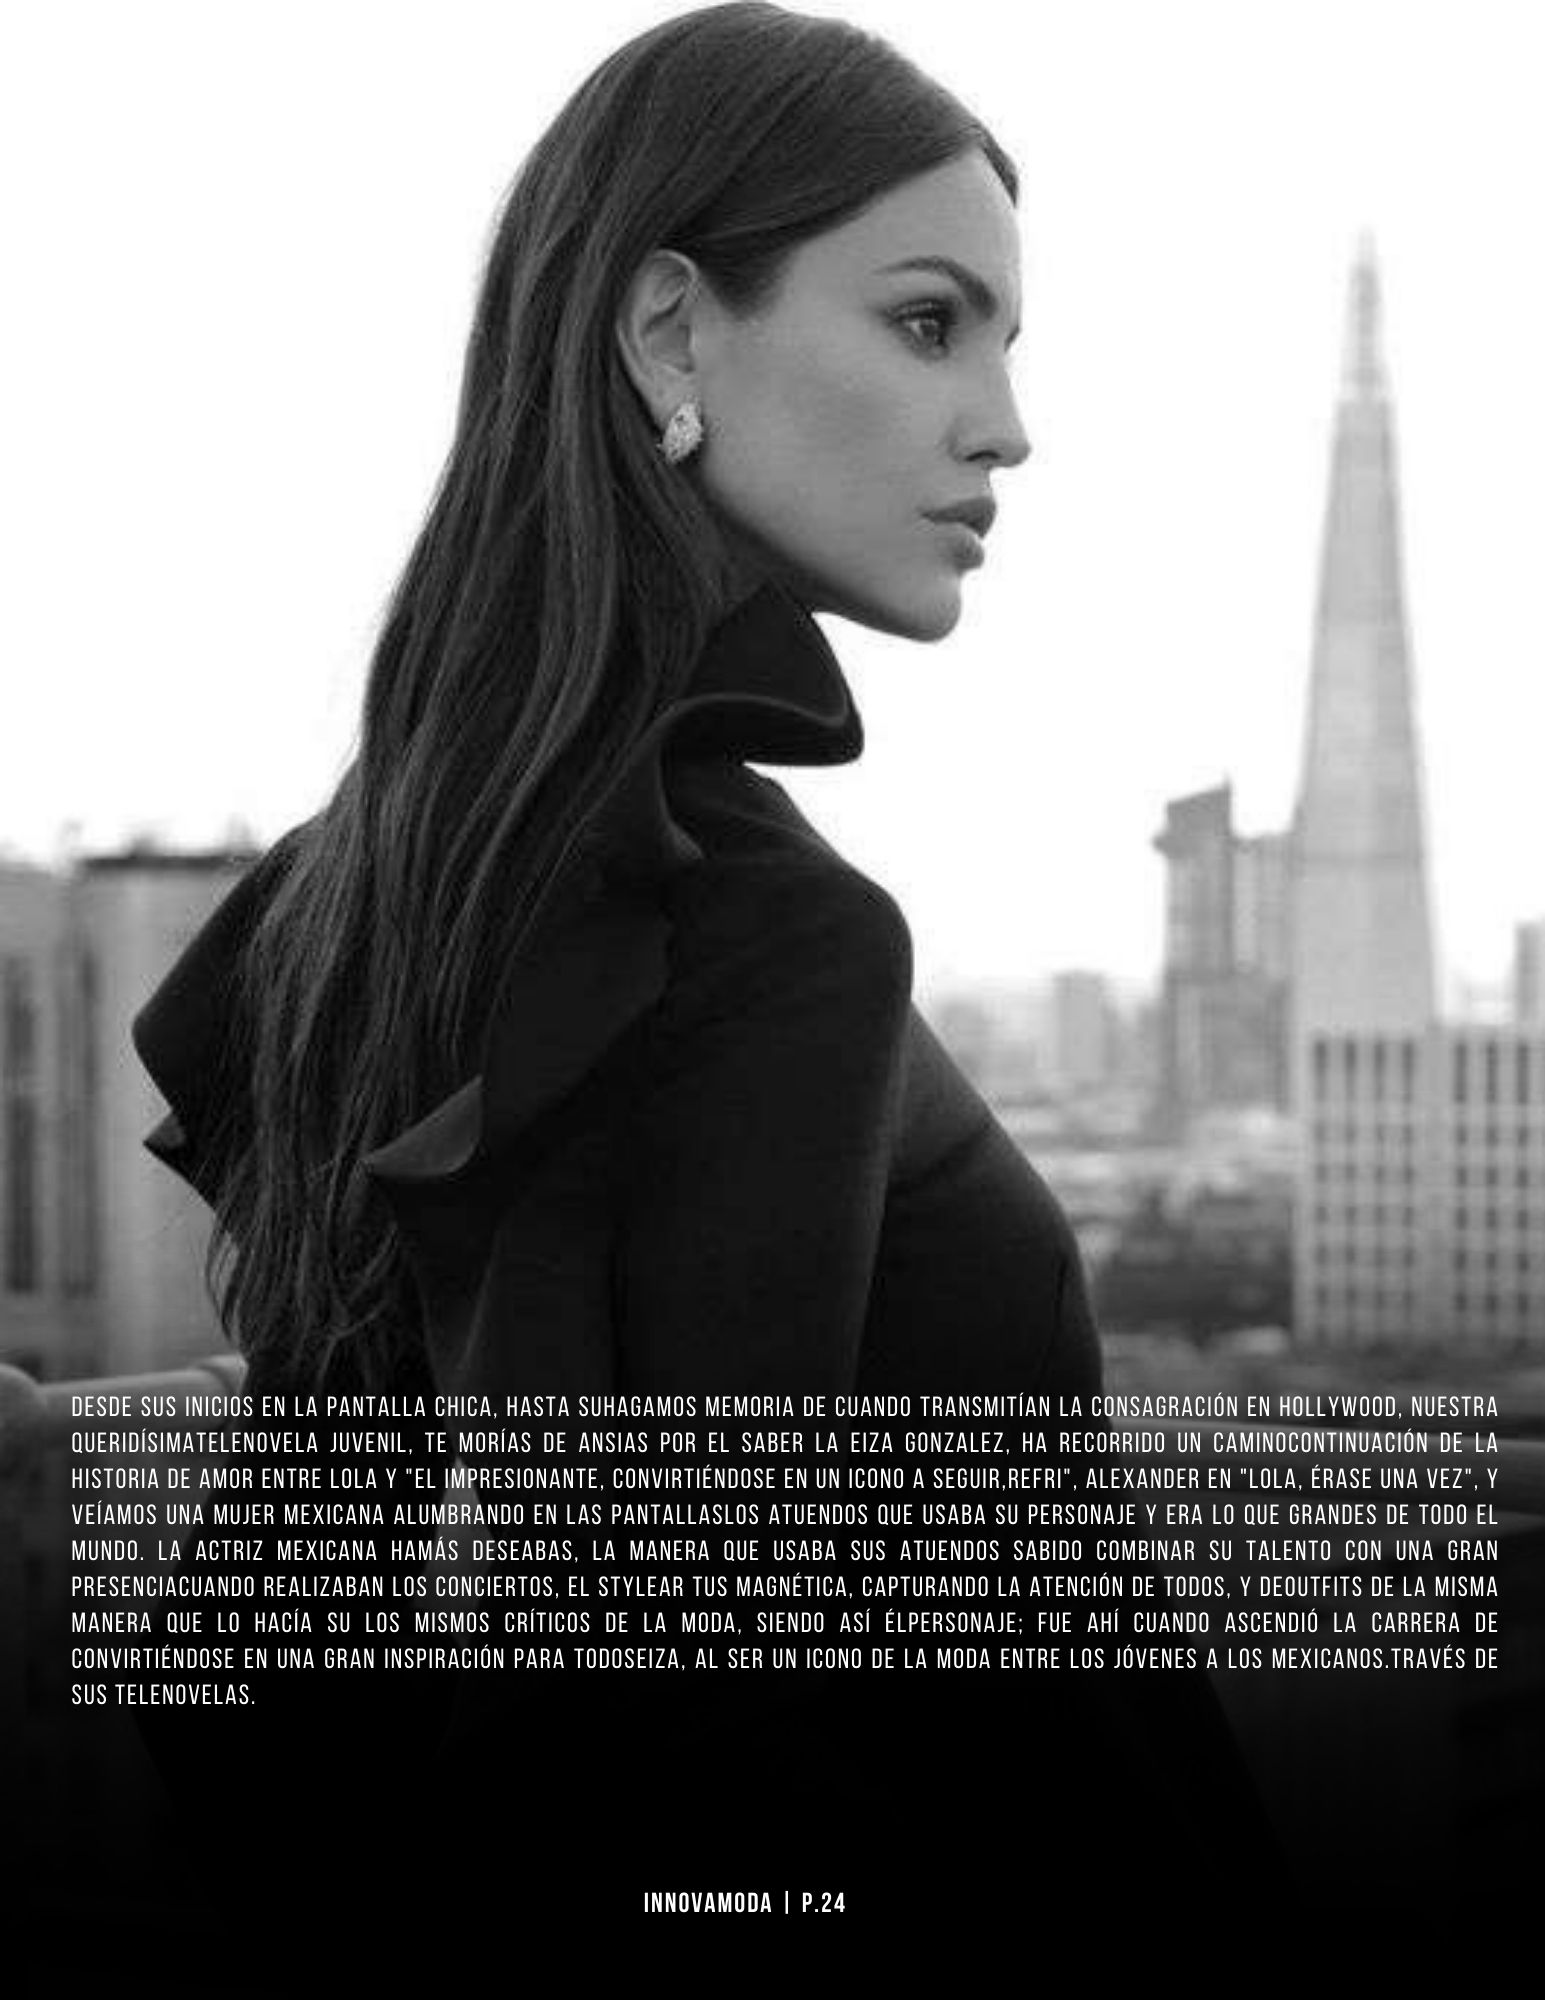 DESDE SUS INICIOS EN LA PANTALLA CHICA, HASTA SUHAGAMOS MEMORIA DE CUANDO TRANSMITÍAN LA CONSAGRACIÓN EN HOLLYWOOD, NUESTRA
QUERIDÍSIMATELENOVELA JUVENIL, TE MORÍAS DE ANSIAS POR EL SABER LA EIZA GONZALEZ, HA RECORRIDO UN CAMINOCONTINUACIÓN DE LA
HISTORIA DE AMOR ENTRE LOLA Y "EL IMPRESIONANTE, CONVIRTIÉNDOSE EN UN ICONO A SEGUIR,REFRI", ALEXANDER EN "LOLA, ÉRASE UNA VEZ", Y
VEÍAMOS UNA MUJER MEXICANA ALUMBRANDO EN LAS PANTALLASLOS ATUENDOS QUE USABA SU PERSONAJE Y ERA LO QUE GRANDES DE TODO EL
MUNDO. LA ACTRIZ MEXICANA HAMÁS DESEABAS, LA MANERA QUE USABA SUS ATUENDOS SABIDO COMBINAR SU TALENTO CON UNA GRAN
PRESENCIACUANDO REALIZABAN LOS CONCIERTOS, EL STYLEAR TUS MAGNÉTICA, CAPTURANDO LA ATENCIÓN DE TODOS, Y DEOUTFITS DE LA MISMA
MANERA QUE LO HACÍA SU LOS MISMOS CRÍTICOS DE LA MODA, SIENDO ASÍ ÉLPERSONAJE; FUE AHÍ CUANDO ASCENDIÓ LA CARRERA DE
CONVIRTIÉNDOSE EN UNA GRAN INSPIRACIÓN PARA TODOSEIZA, AL SER UN ICONO DE LA MODA ENTRE LOS JÓVENES A LOS MEXICANOS.TRAVÉS DE
SUS TELENOVELAS.
INNOVAMODA | P.24